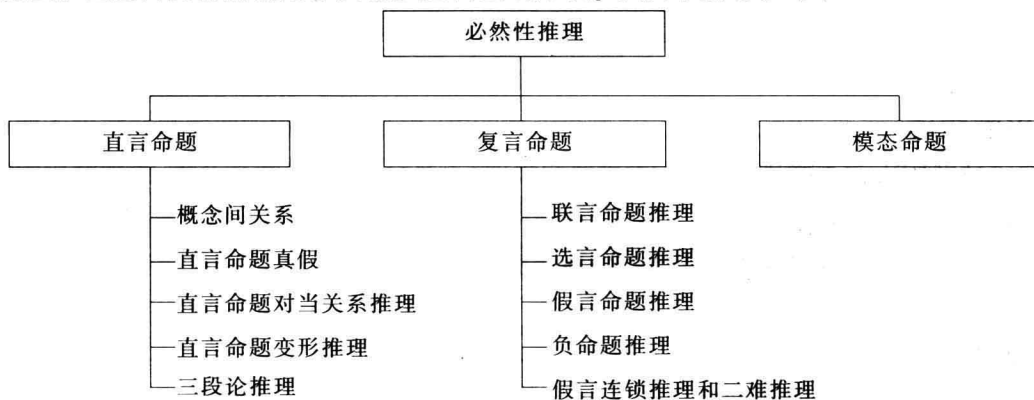 必然性推理
直言命题
复言命题
模态命题
概念间关系
直言命题真假
直言命题对当关系推理
直言命题变形推理
三段论推理
联言命题推理
选言命题推理
假言命题推理
负命题推理
假言连锁推理和二难推理